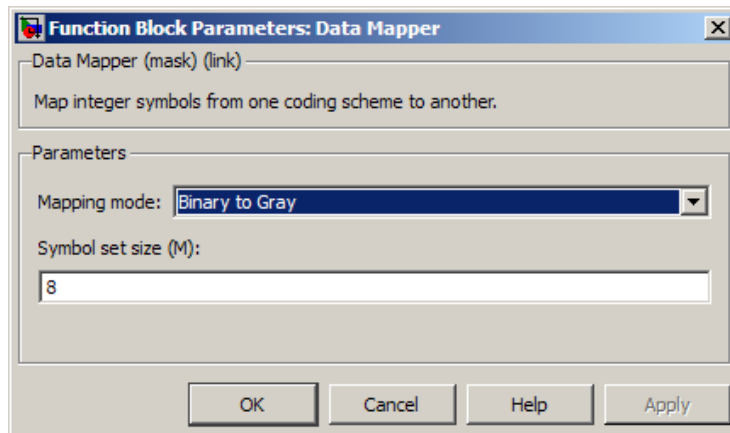 Function Block Parameters: Data Mapper
Data Mapper (mask) (link)
Map integer symbols from one coding scheme to another.
Parameters
Mapping mode: Binary to Gray
Symbol set size (M):
8
OK Cancel Help Apply